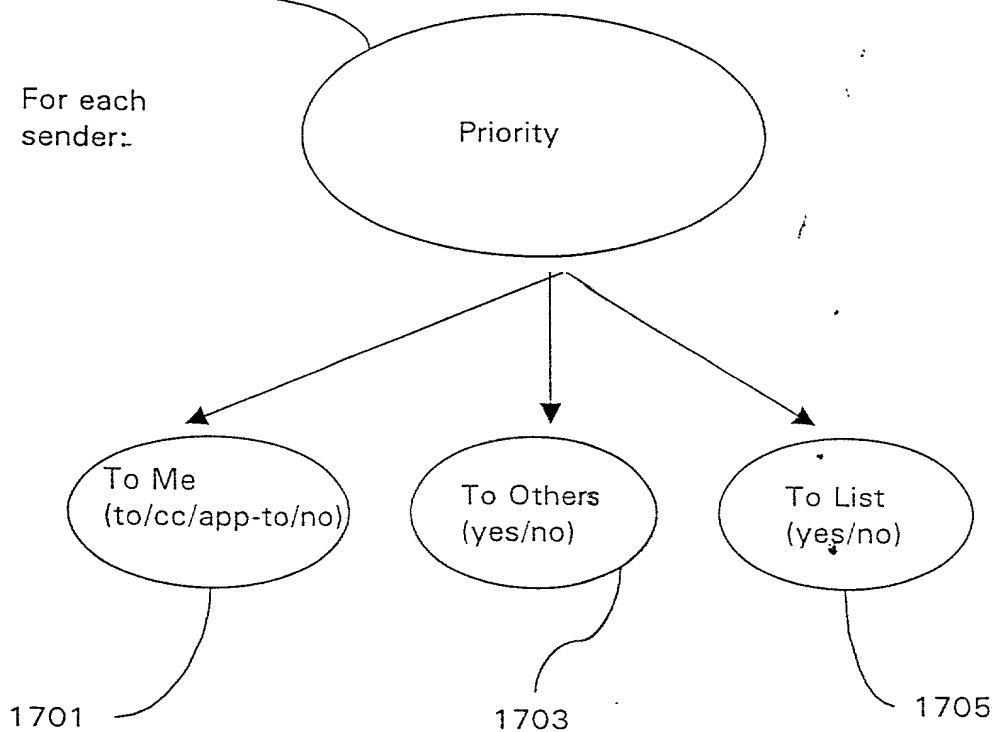 For each
sender:
Priority
To Me
(to/cc/app-to/no)
To Others
(yes/no)
To List
(yes/no)
1701
1703
1705